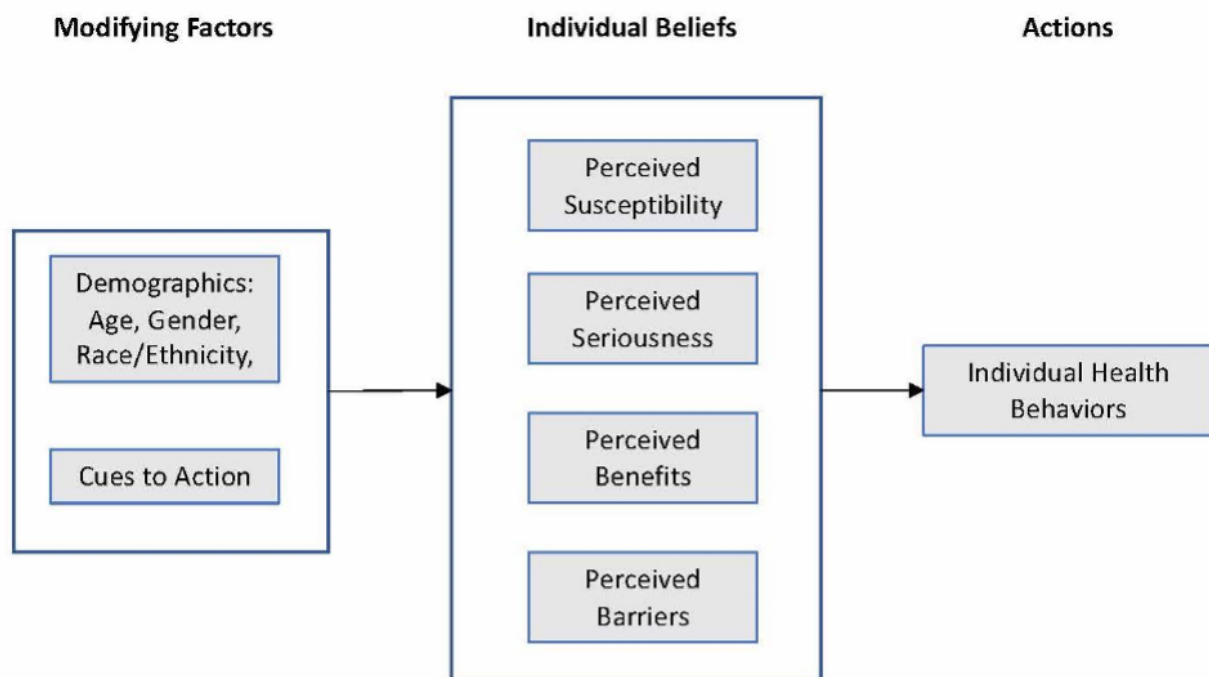 Modifying Factors
Individual Beliefs
Actions
Demographics:
Age, Gender,
Race/Ethnicity,
Cues to Action
Perceived
Susceptibility
Perceived
Seriousness
Perceived
Benefits
Perceived
Barriers
Individual Health
Behaviors